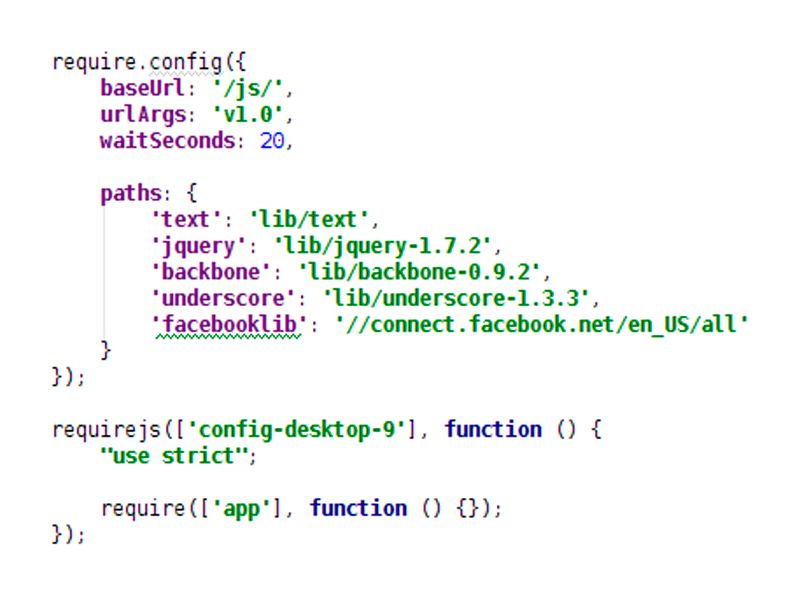 require.config({
baseUrl: '/js/',
urlArgs: 'v1.0',
waitSeconds: 20,
paths: {
'text': 'lib/text',
'jquery': 'lib/jquery-1.7.2',
'backbone': 'lib/backbone-0.9.2',
'underscore': 'lib/underscore-1.3.3',
'facebooklib': '//connect.facebook.net/en_US/all'
}
});
requirejs(['config-desktop-9'], function () {
"use strict";
require(['app'], function () {});
});